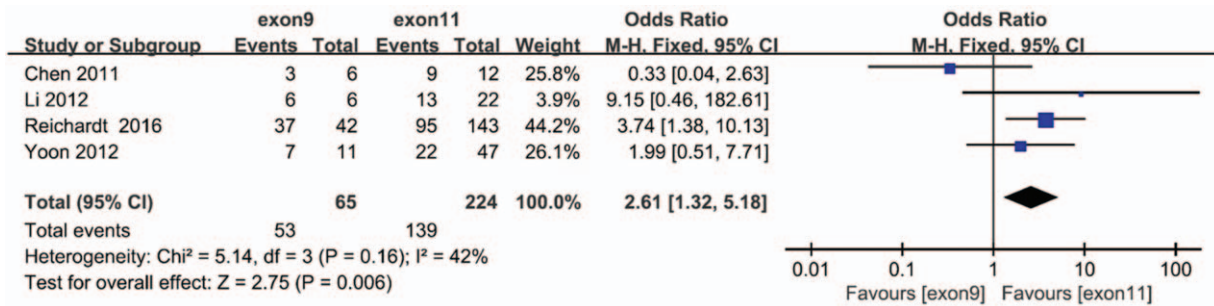 exon9 exon11 Odds Ratio Odds Ratio
Study or Subgroup Events Total Events Total Weight M-H, Fixed, 95% CI M-H, Fixed, 95% CI
Chen 2011 3 6 9 12 25.8% 0.33 [0.04, 2.63]
Li 2012 6 6 13 22 3.9% 9.15 [0.46, 182.61]
Reichardt 2016 37 42 95 143 44.2% 3.74 [1.38, 10.13]
Yoon 2012 7 11 22 47 26.1% 1.99 [0.51, 7.71]
Total (95% CI) 65 224 100.0% 2.61 [1.32, 5.18]
Total events 53 139
Heterogeneity: Chi² = 5.14, df = 3 (P = 0.16); I² = 42%
Test for overall effect: Z = 2.75 (P = 0.006)
0.01 0.1 1 10 100
Favours [exon9] Favours [exon11]